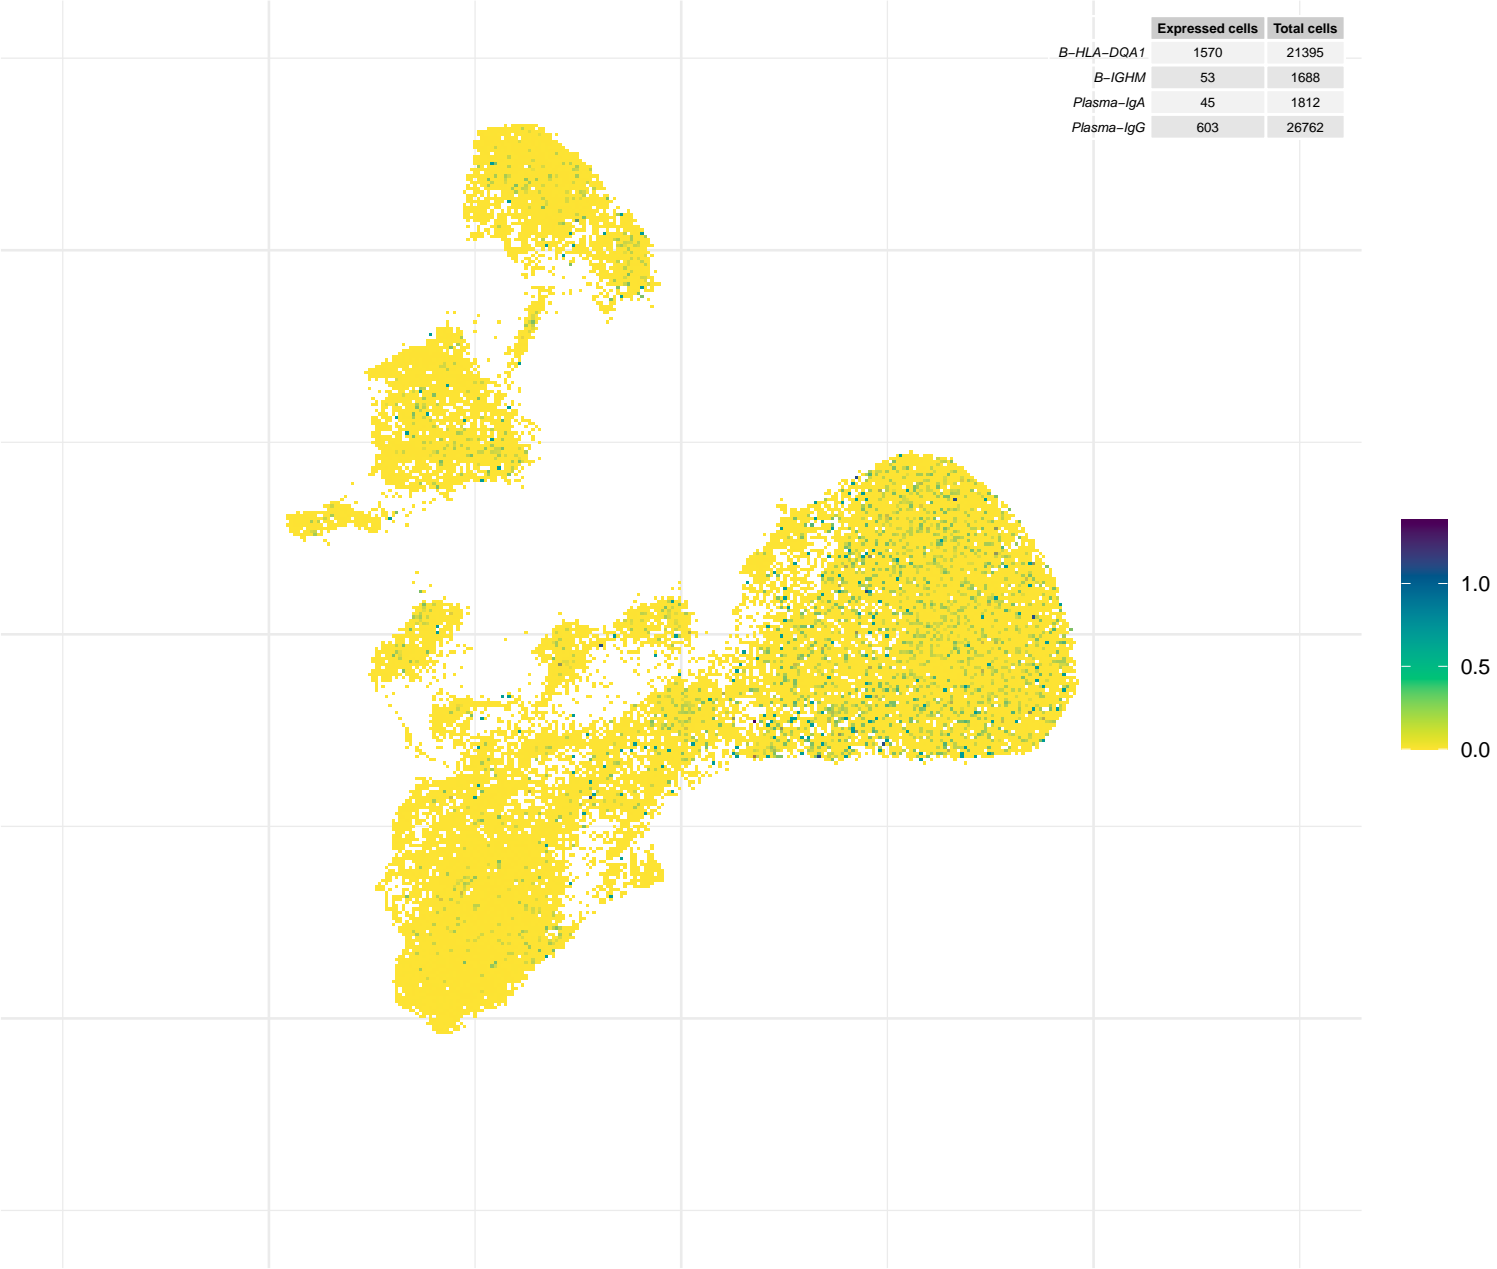 Expressed cells Total cells
B−HLA−DQA1 1570 21395
B−IGHM 53 1688
Plasma−IgA 45 1812
Plasma−IgG 603 26762
1.0
0.5
0.0